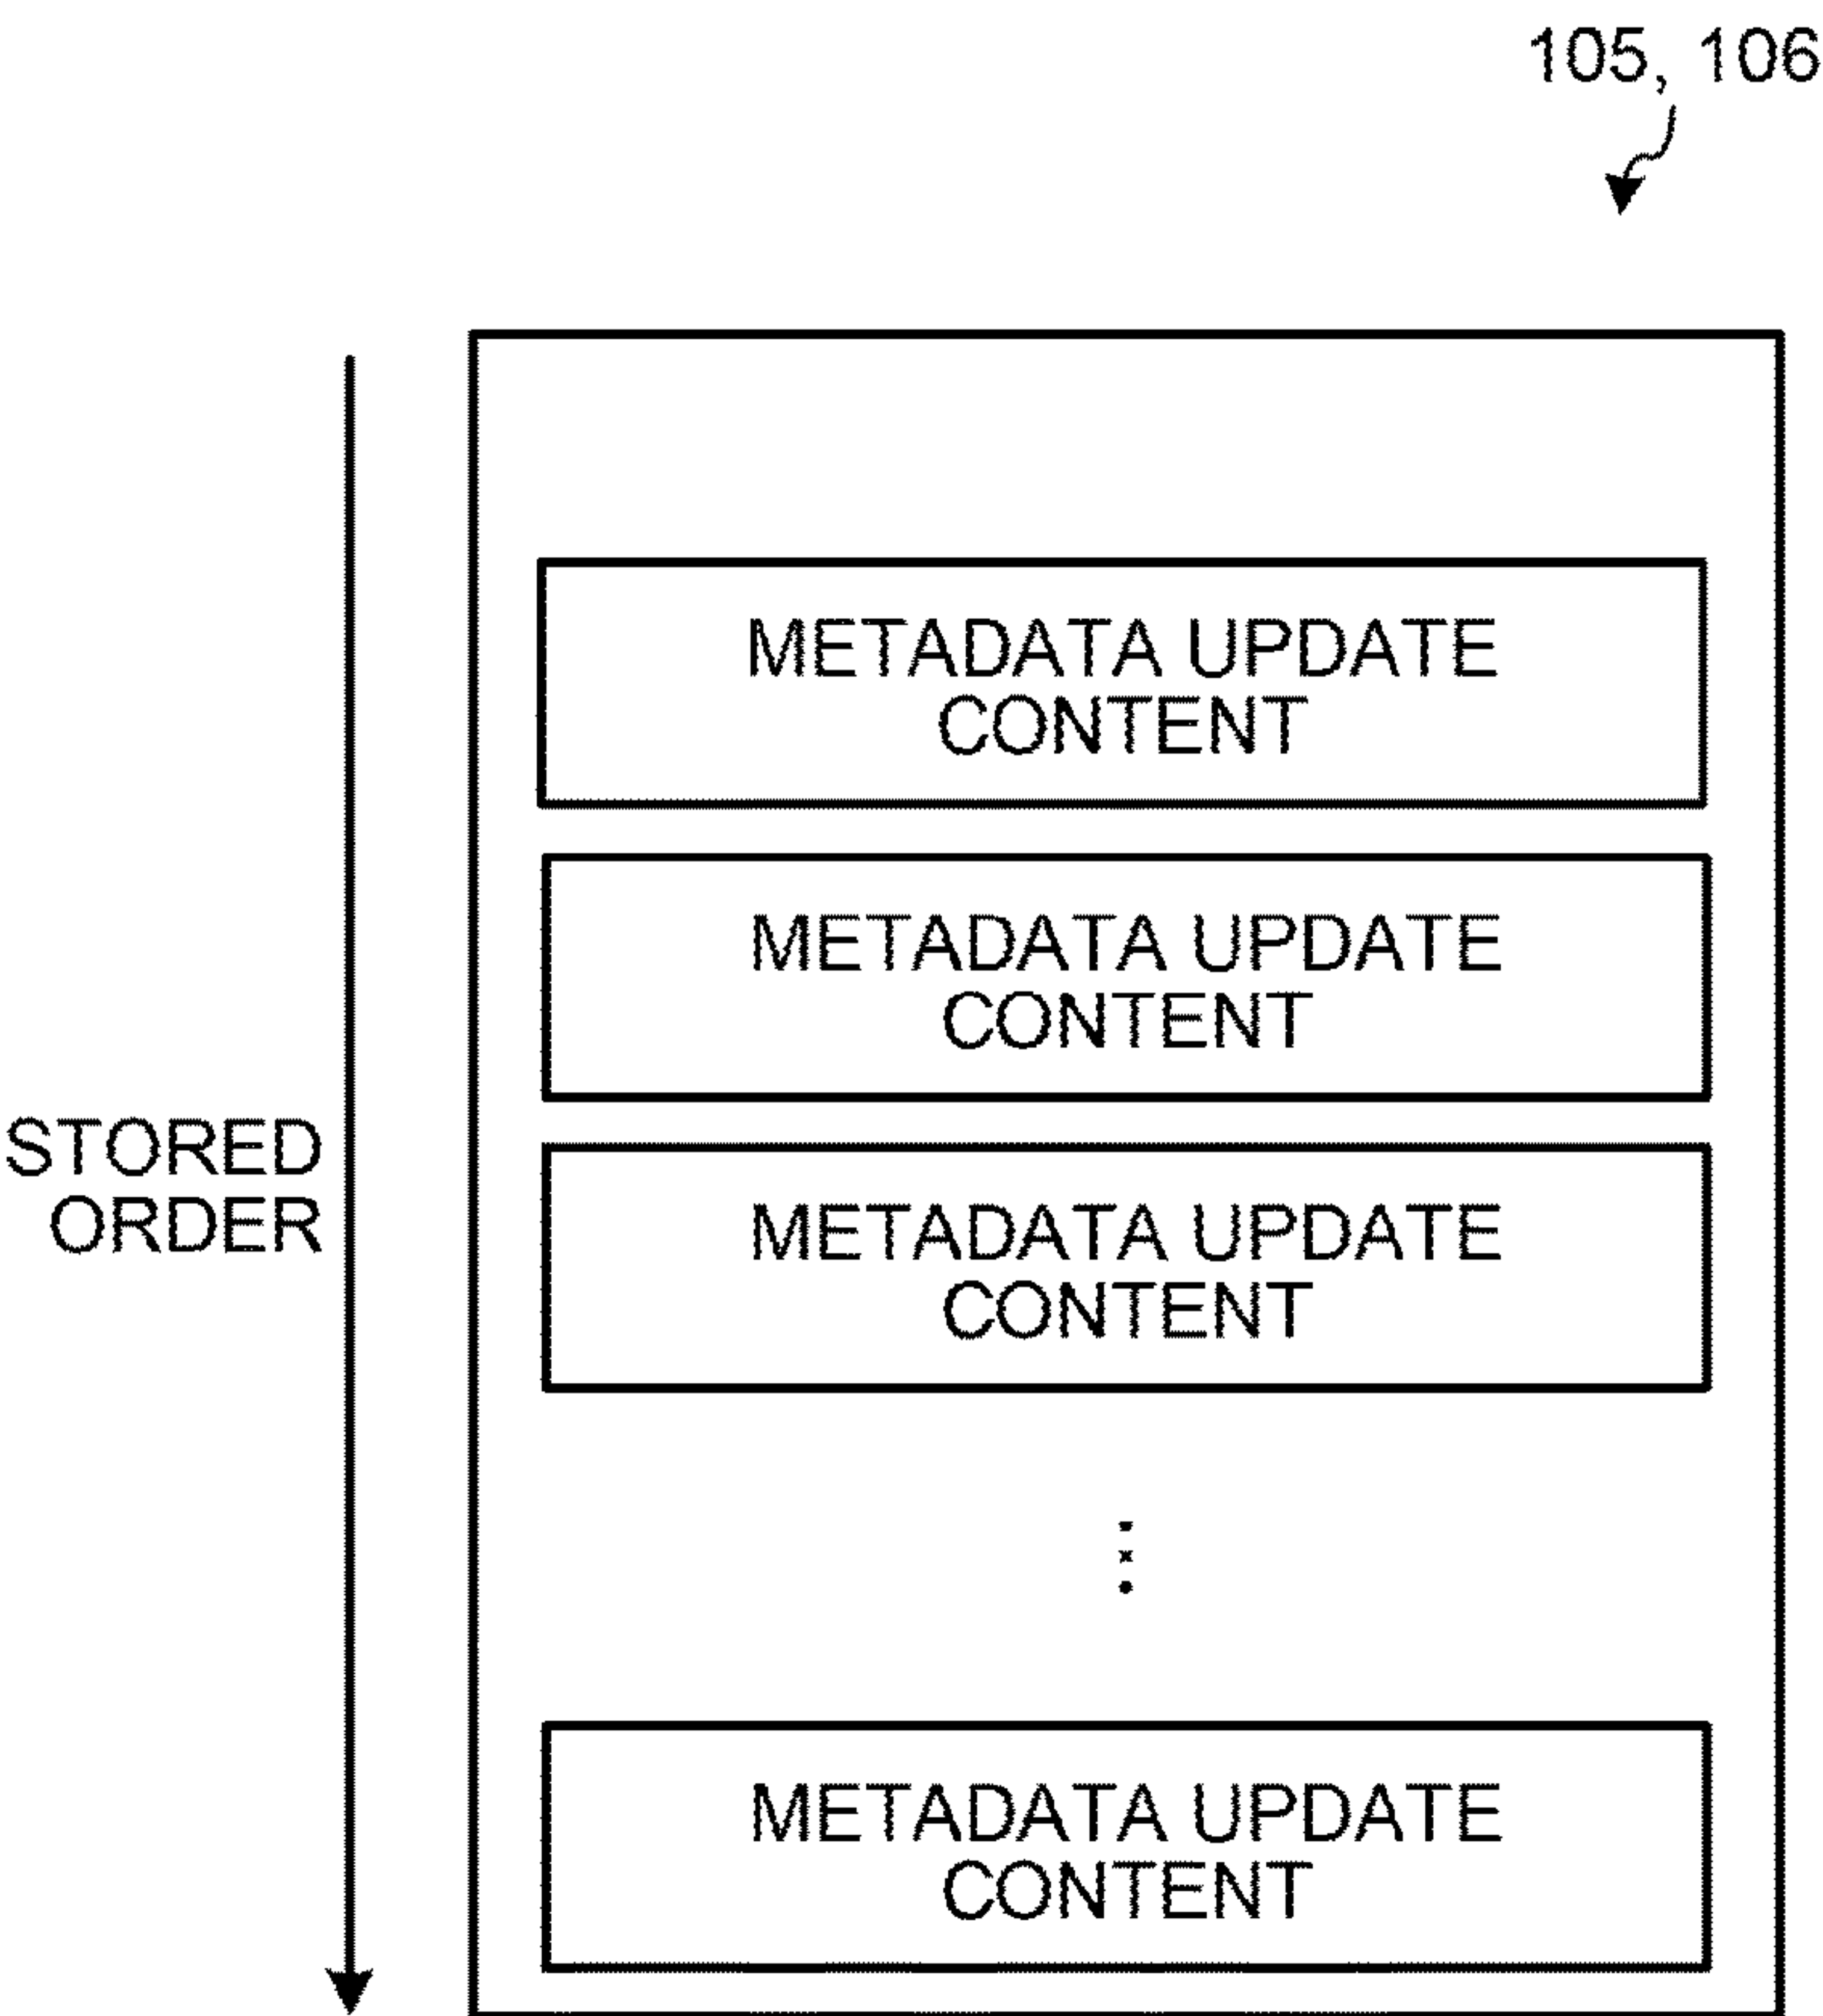 105, 106
METADATA UPDATE
CONTENT
METADATA UPDATE
CONTENT
STORED
ORDER
METADATA UPDATE
CONTENT
METADATA UPDATE
CONTENT